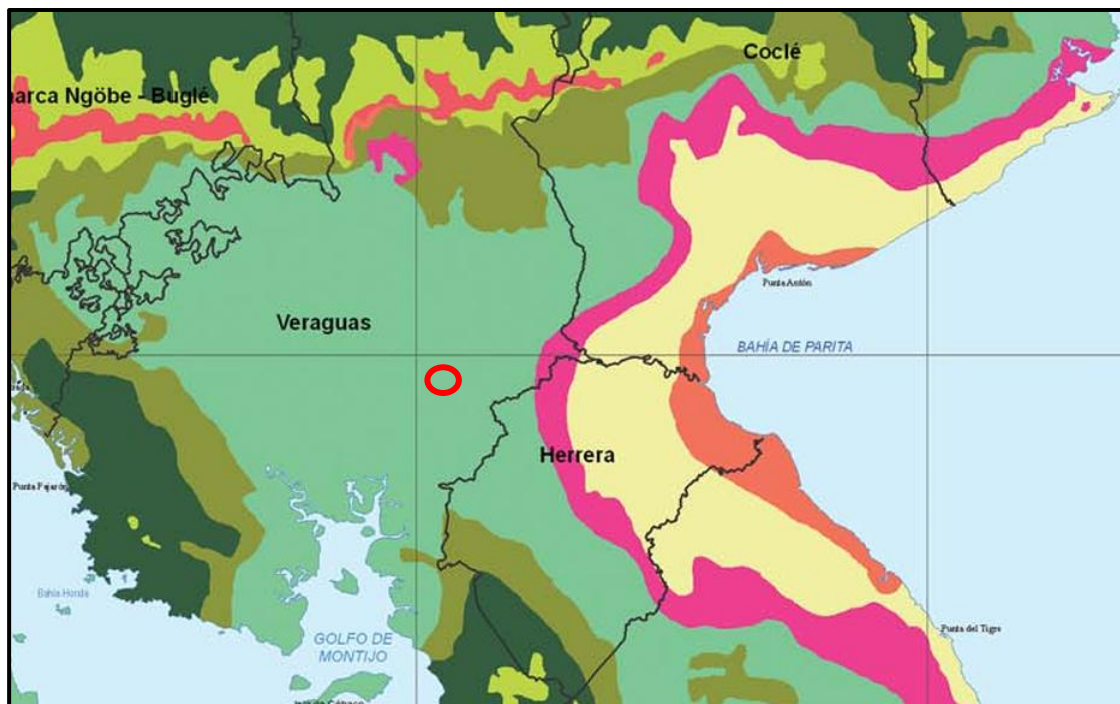 Coclé
arca Ngöbe - Buglé
Punta Antón
Veraguas
BAHÍA DE PARITA
Herrera
Punta Pajarón
Bahía Honda
GOLFO DE
MONTIJO
Punta del Tigre